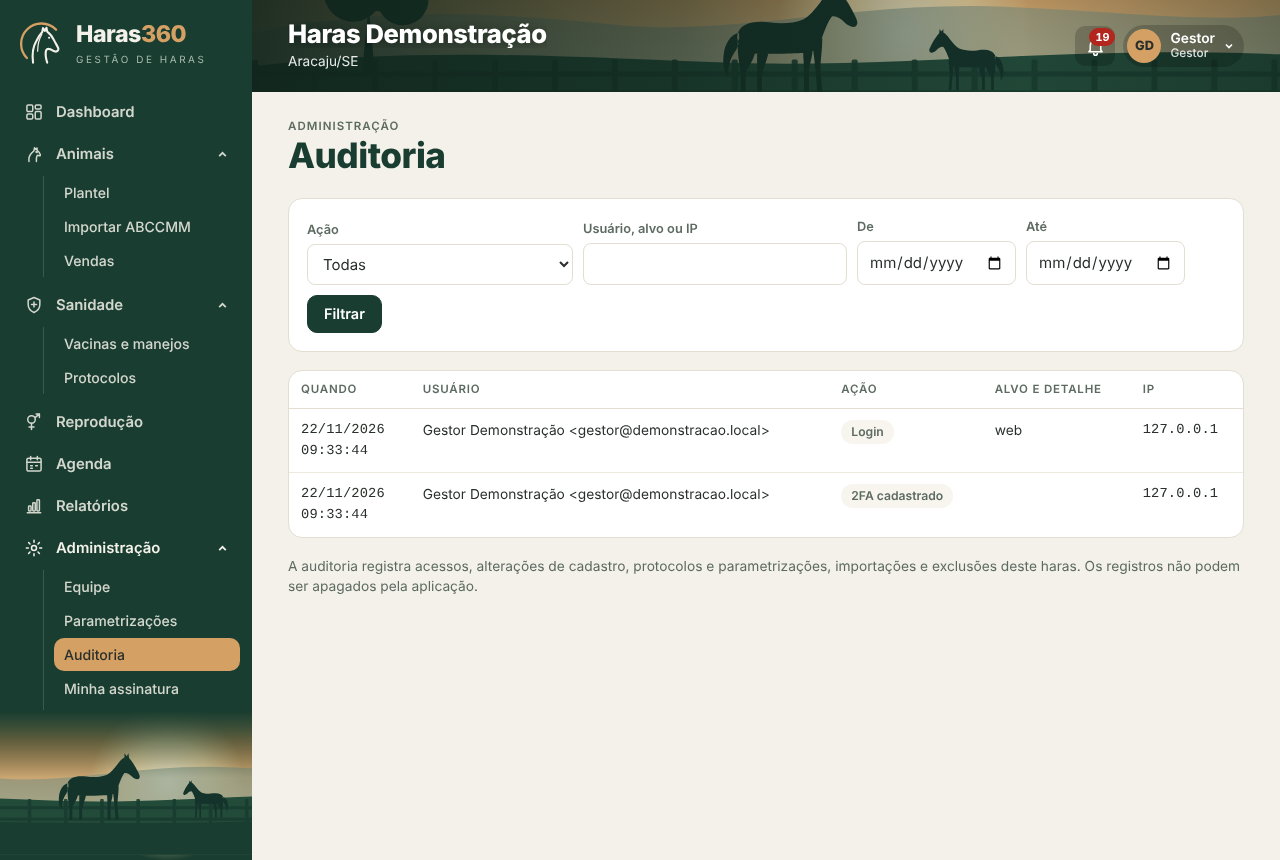 Haras360
GESTÃO DE HARAS
Dashboard
Animais
Plantel
Importar ABCCMM
Vendas
Sanidade
Vacinas e manejos
Protocolos
Reprodução
Agenda
Relatórios
Administração
Equipe
Parametrizações
Auditoria
Minha assinatura
Haras Demonstração
Aracaju/SE
19
GD
Gestor
Gestor
ADMINISTRAÇÃO
Auditoria
Ação
Usuário, alvo ou IP
De
Até
Todas
mm/dd/yyyy
mm/dd/yyyy
Filtrar
QUANDO USUÁRIO AÇÃO ALVO E DETALHE IP
22/11/2026 09:33:44 Gestor Demonstração <gestor@demonstracao.local> Login web 127.0.0.1
22/11/2026 09:33:44 Gestor Demonstração <gestor@demonstracao.local> 2FA cadastrado 127.0.0.1
A auditoria registra acessos, alterações de cadastro, protocolos e parametrizações, importações e exclusões deste haras. Os registros não podem
ser apagados pela aplicação.